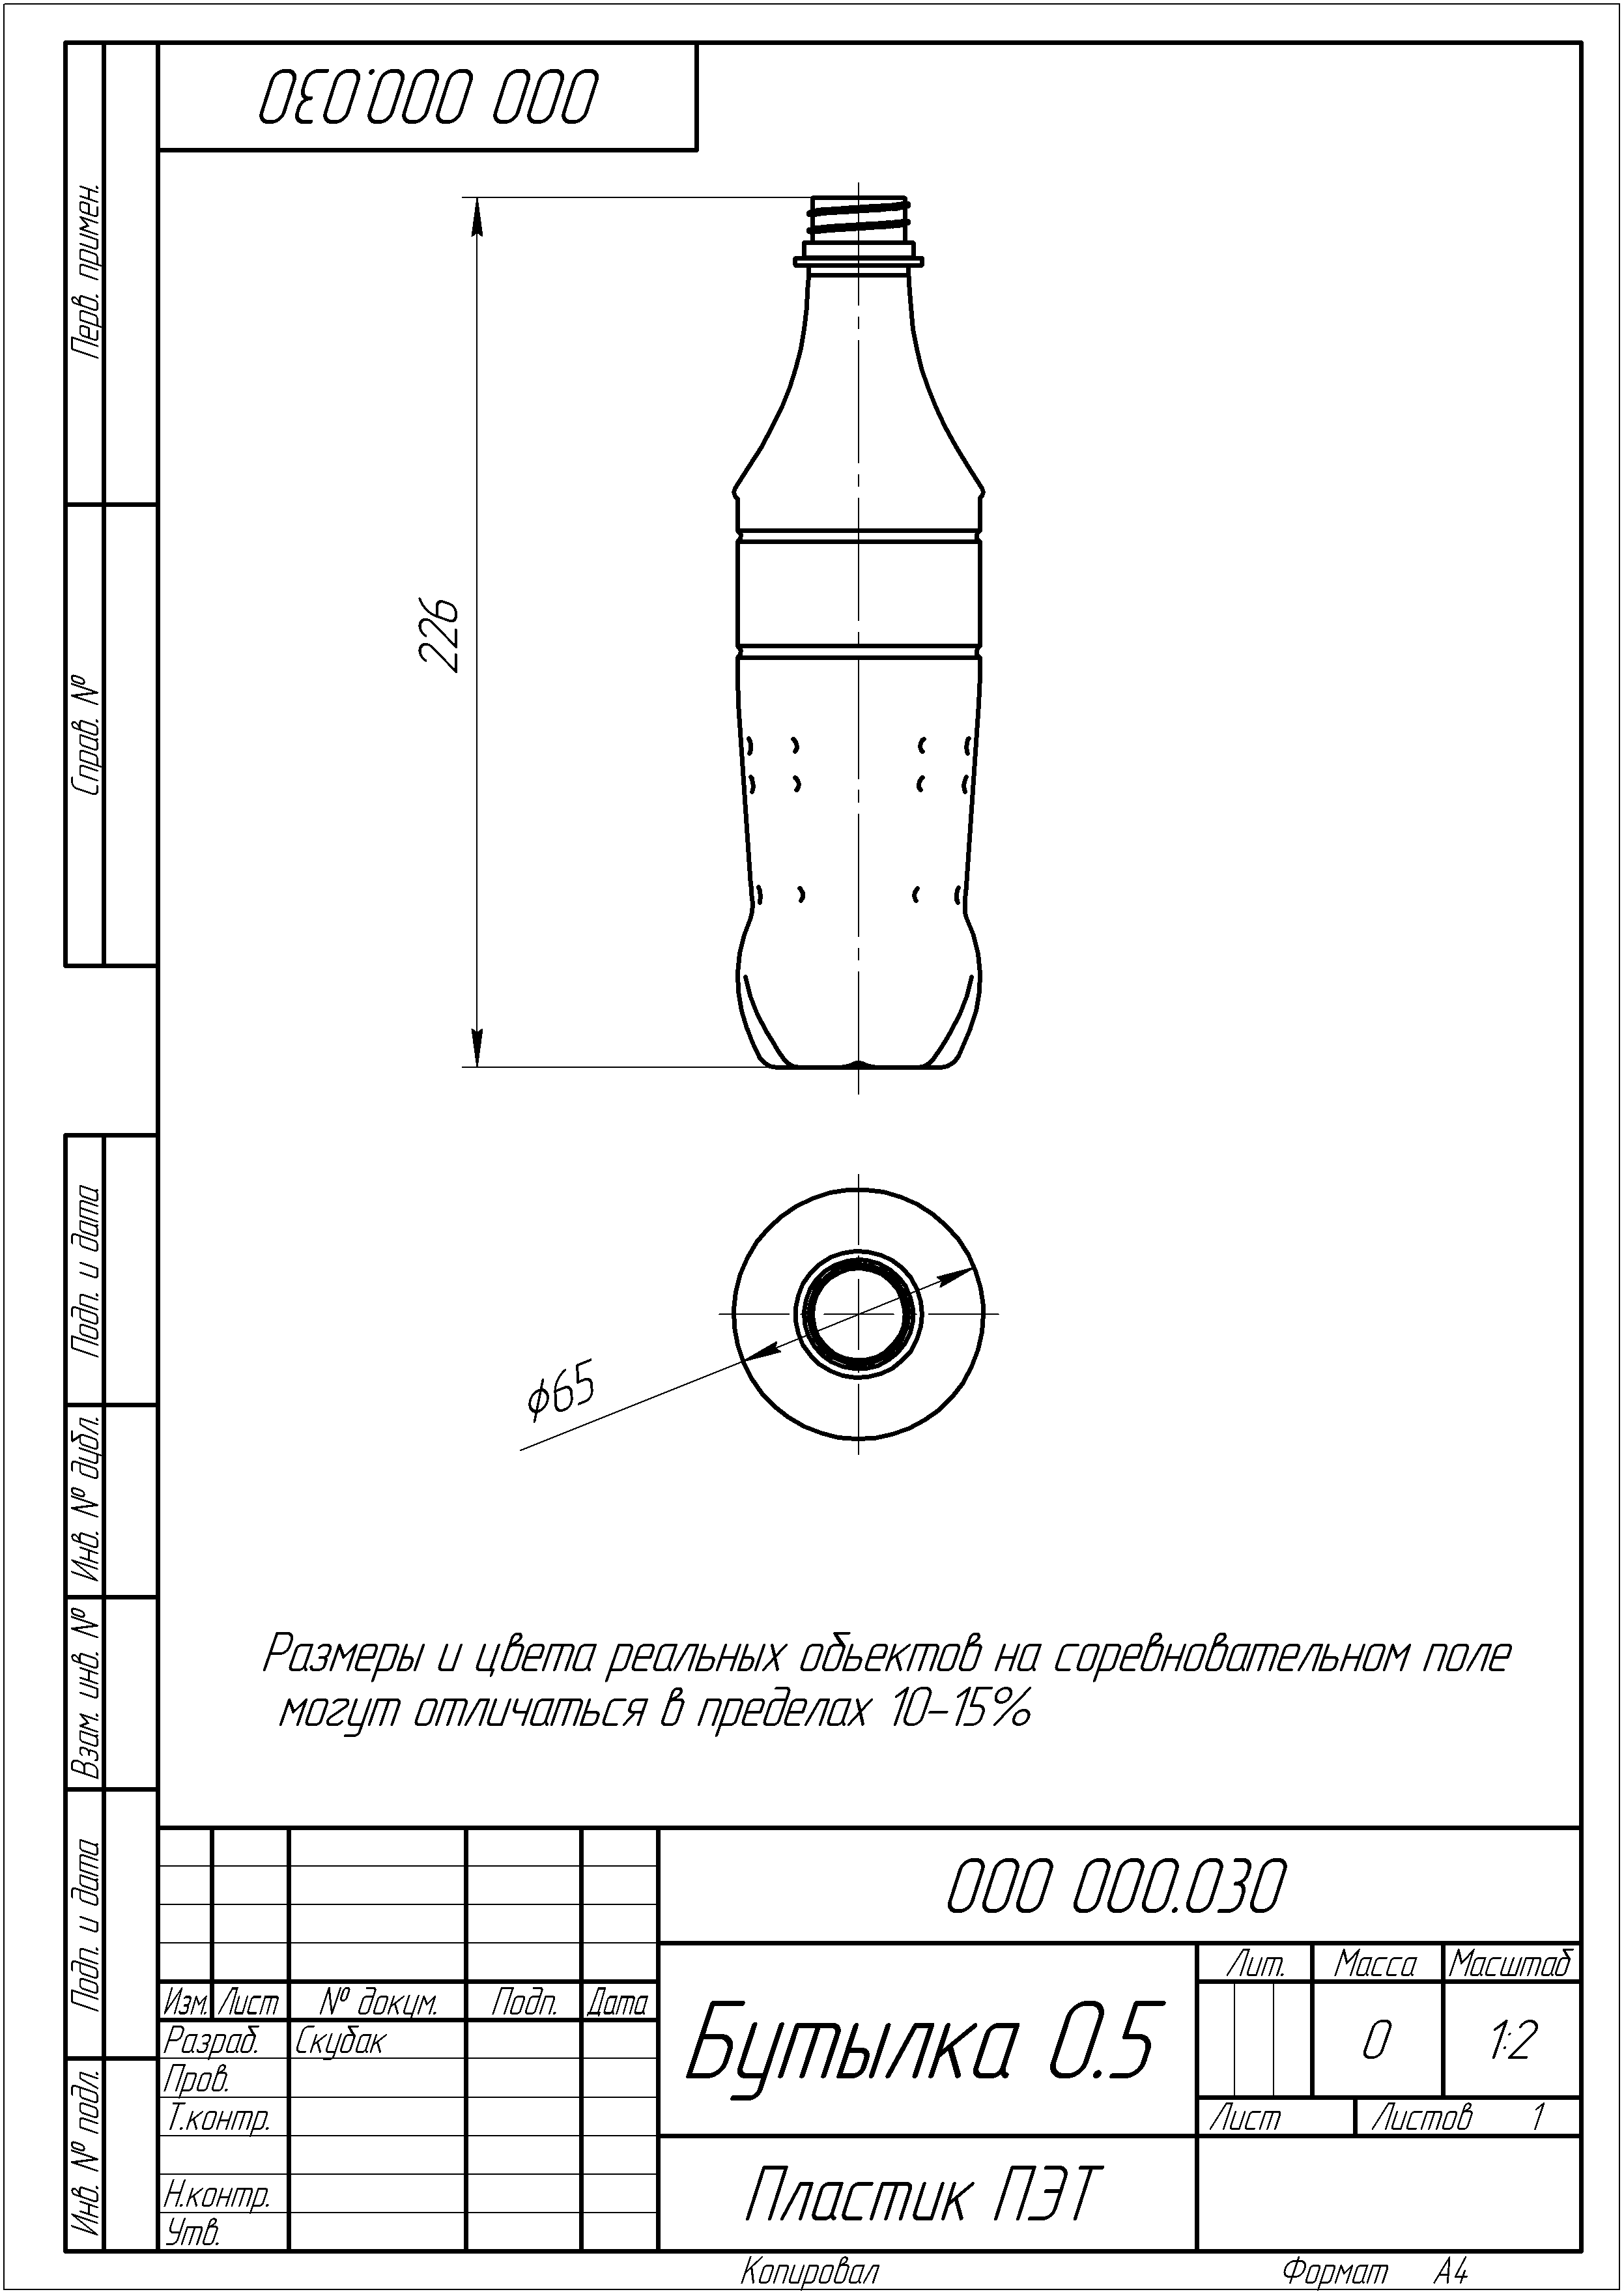 000 000.030
Перв. примен.
Справ. №
226
⌀65
Подп. и дата
Инв. № дубл.
Взам. инв. №
Подп. и дата
Инв. № подл.
Размеры и цвета реальных обьектов на соревновательном поле
могут отличаться в пределах 10-15%
000 000.030
Изм. Лист № докум. Подп. Дата
Разраб. Скубак
Пров.
Т.контр.
Н.контр.
Утв.
Бутылка 0.5
Лит. Масса Масштаб
0 1:2
Лист Листов 1
Пластик ПЭТ
Копировал Формат А4